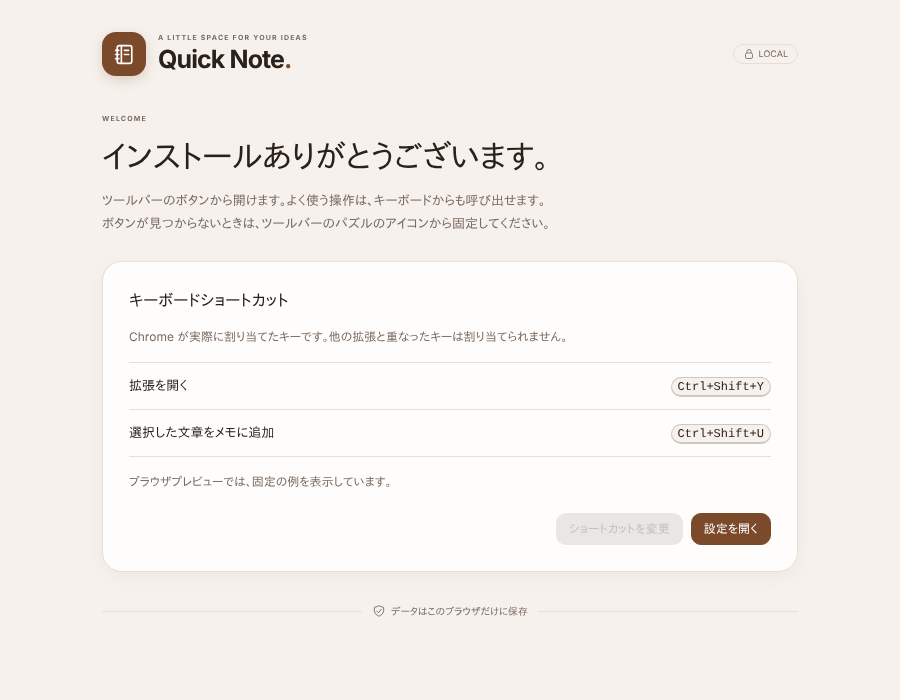 A LITTLE SPACE FOR YOUR IDEAS
Quick Note.
LOCAL
WELCOME
インストールありがとうございます。
ツールバーのボタンから開けます。よく使う操作は、キーボードからも呼び出せます。
ボタンが見つからないときは、ツールバーのパズルのアイコンから固定してください。
キーボードショートカット
Chrome が実際に割り当てたキーです。他の拡張と重なったキーは割り当てられません。
拡張を開く
Ctrl+Shift+Y
選択した文章をメモに追加
Ctrl+Shift+U
ブラウザプレビューでは、固定の例を表示しています。
ショートカットを変更
設定を開く
データはこのブラウザだけに保存